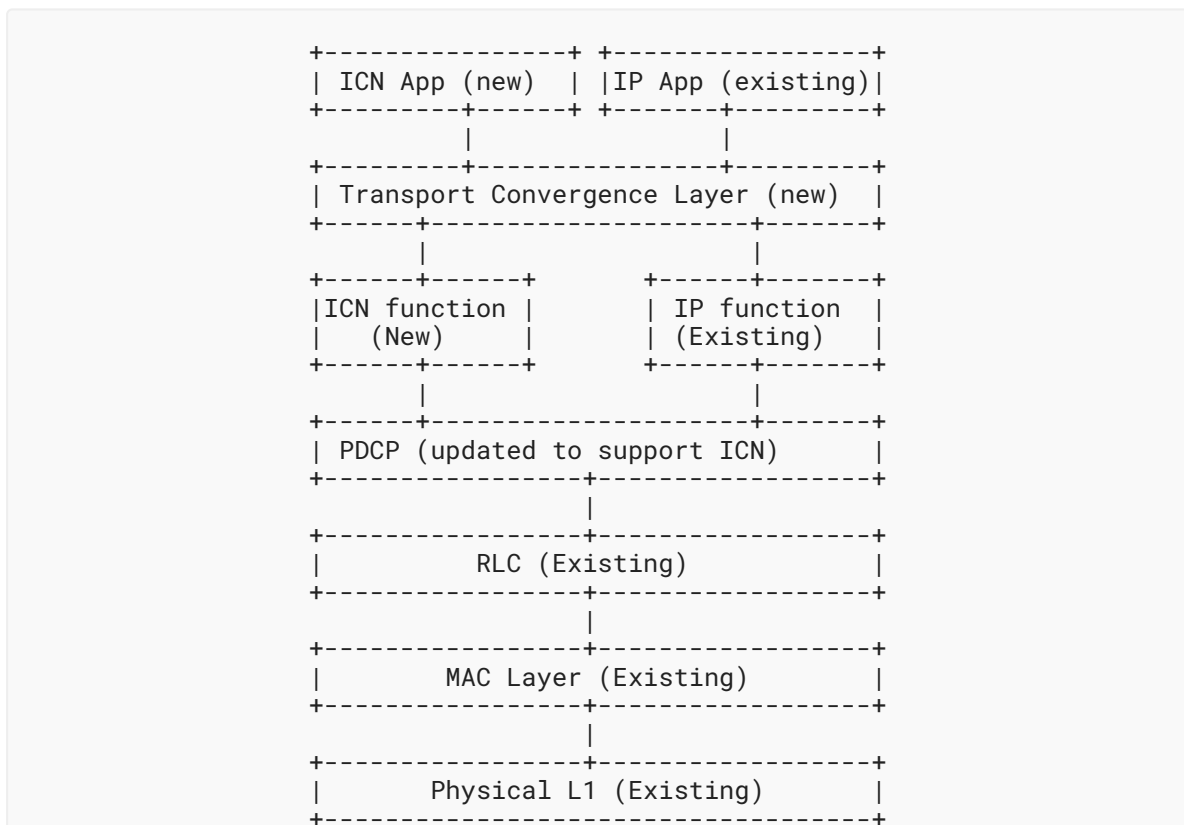 ICN App (new) IP App (existing)
Transport Convergence Layer (new)
ICN function IP function
(New) (Existing)
PDCP (updated to support ICN)
RLC (Existing)
MAC Layer (Existing)
Physical L1 (Existing)